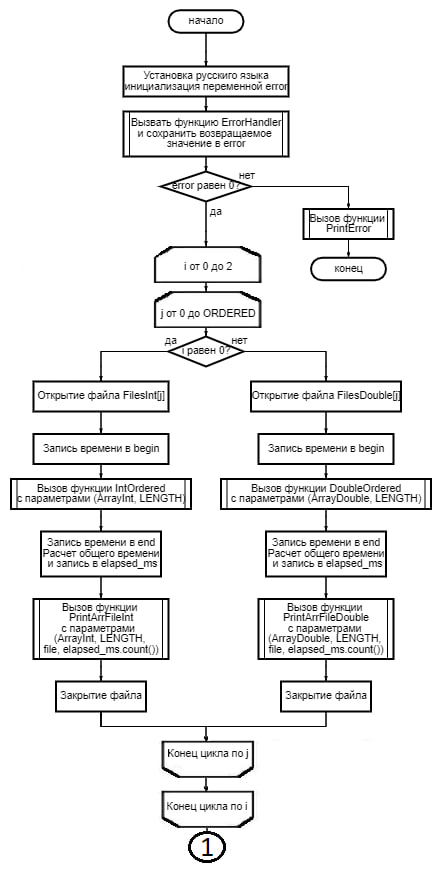 начало
Установка русскиго языка
инициализация переменной error
Вызвать функцию ErrorHandler
и сохранить возвращаемое
значение в error
error равен 0?
нет
да
Вызов функции
PrintError
конец
i от 0 до 2
j от 0 до ORDERED
да
i равен 0?
нет
Открытие файла FilesInt[j]
Запись времени в begin
Вызов функции IntOrdered
с параметрами (ArrayInt, LENGTH)
Запись времени в end
Расчет общего времени
и запись в elapsed_ms
Вызов функции
PrintArrFileInt
с параметрами
(ArrayInt, LENGTH,
file, elapsed_ms.count())
Закрытие файла
Открытие файла FilesDouble[j]
Запись времени в begin
Вызов функции DoubleOrdered
с параметрами (ArrayDouble, LENGTH)
Запись времени в end
Расчет общего времени
и запись в elapsed_ms
Вызов функции
PrintArrFileDouble
с параметрами
(ArrayDouble, LENGTH,
file, elapsed_ms.count())
Закрытие файла
Конец цикла по j
Конец цикла по i
1